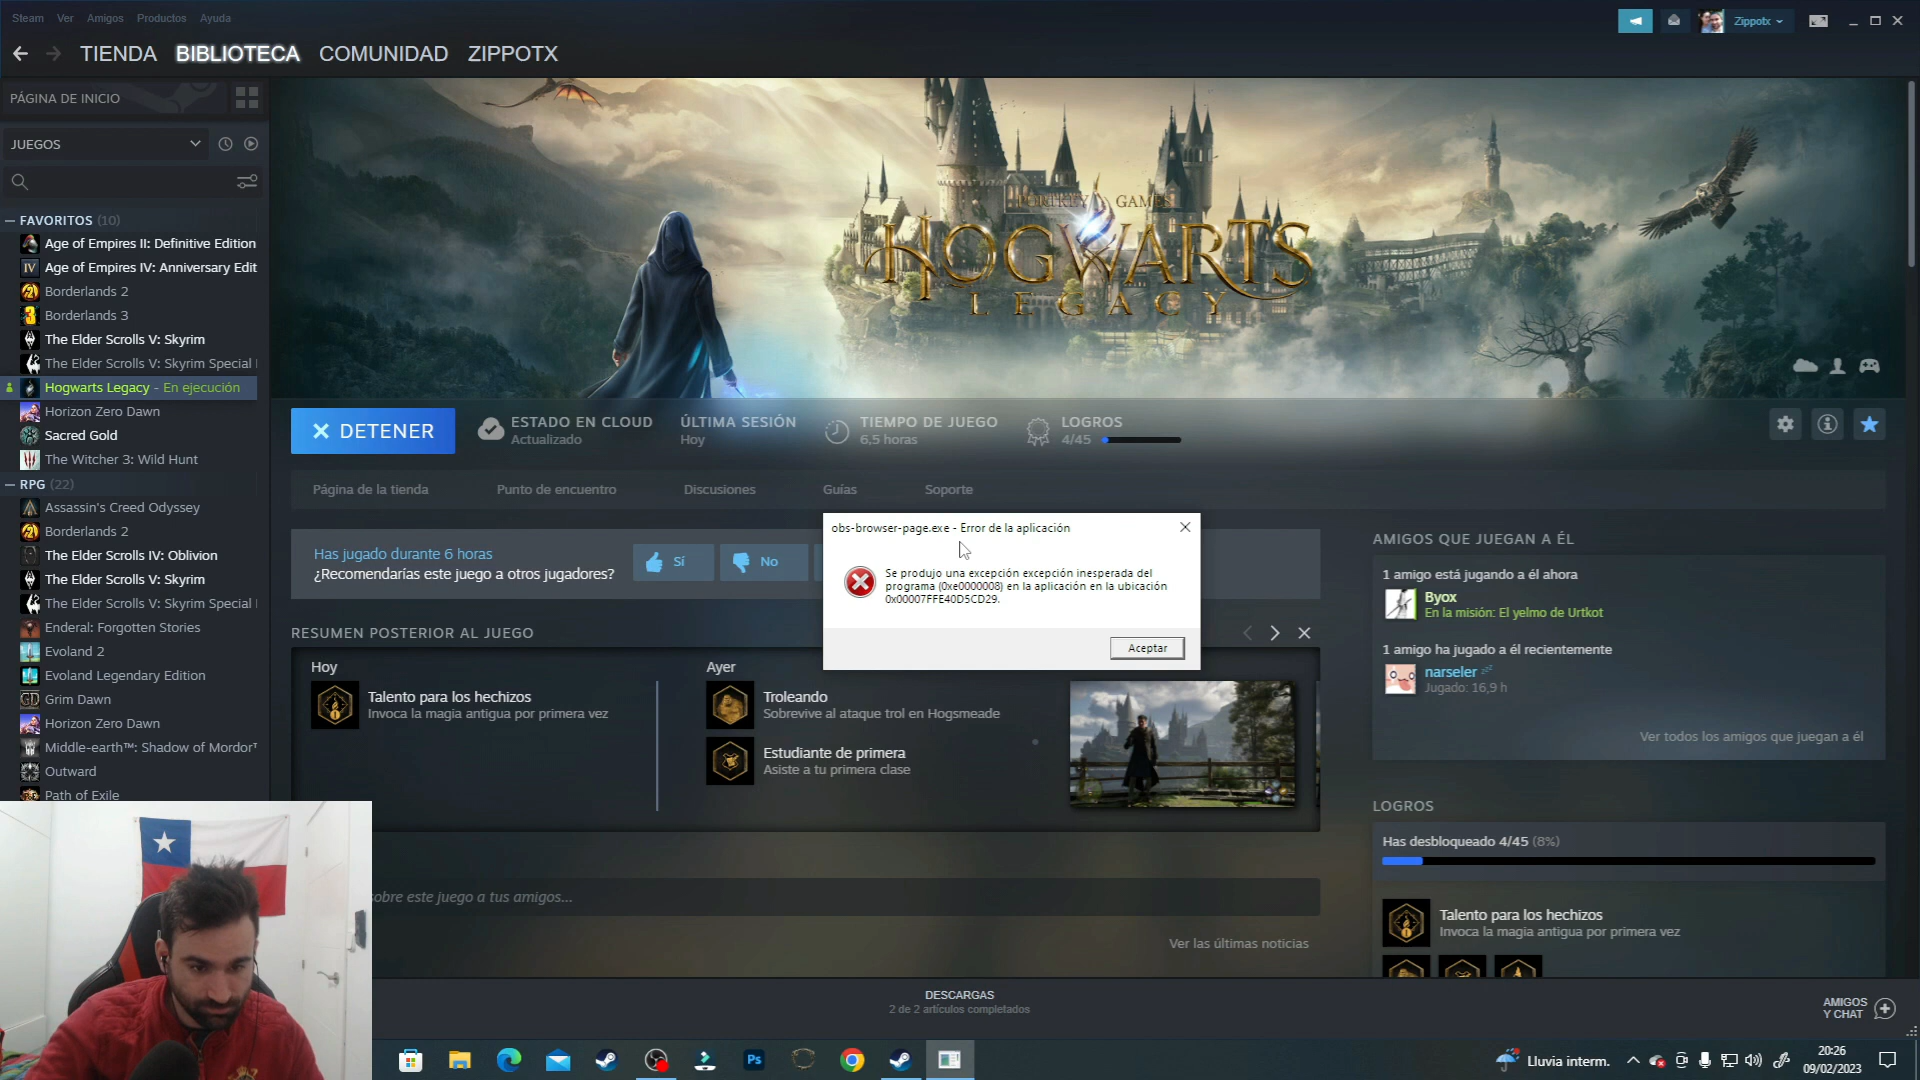 Steam Ver Amigos Productos Ayuda
Zippotx
TIENDA BIBLIOTECA COMUNIDAD ZIPPOTX
PÁGINA DE INICIO
JUEGOS
FAVORITOS (10)
Age of Empires II: Definitive Edition
Age of Empires IV: Anniversary Edit
Borderlands 2
Borderlands 3
The Elder Scrolls V: Skyrim
The Elder Scrolls V: Skyrim Special
Hogwarts Legacy - En ejecución
Horizon Zero Dawn
Sacred Gold
The Witcher 3: Wild Hunt
RPG (22)
Assassin's Creed Odyssey
Borderlands 2
The Elder Scrolls IV: Oblivion
The Elder Scrolls V: Skyrim
The Elder Scrolls V: Skyrim Special
Enderal: Forgotten Stories
Evoland 2
Evoland Legendary Edition
Grim Dawn
Horizon Zero Dawn
Middle-earth™: Shadow of Mordor
Outward
Path of Exile
PORTKEY GAMES
HOGWARTS
LEGACY
DETENER
ESTADO EN CLOUD
Actualizado
ÚLTIMA SESIÓN
Hoy
TIEMPO DE JUEGO
6,5 horas
LOGROS
4/45
Página de la tienda Punto de encuentro Discusiones Guías Soporte
Has jugado durante 6 horas
¿Recomendarías este juego a otros jugadores?
Sí
No
obs-browser-page.exe - Error de la aplicación
Se produjo una excepción excepción inesperada del
programa (0xe0000008) en la aplicación en la ubicación
0x00007FFE40D5CD29.
Aceptar
RESUMEN POSTERIOR AL JUEGO
Hoy
Talento para los hechizos
Invoca la magia antigua por primera vez
Ayer
Troleando
Sobrevive al ataque trol en Hogsmeade
Estudiante de primera
Asiste a tu primera clase
sobre este juego a tus amigos...
Ver las últimas noticias
AMIGOS QUE JUEGAN A ÉL
1 amigo está jugando a él ahora
Byox
En la misión: El yelmo de Urtkot
1 amigo ha jugado a él recientemente
narseler
Jugado: 16,9 h
Ver todos los amigos que juegan a él
LOGROS
Has desbloqueado 4/45 (8%)
Talento para los hechizos
Invoca la magia antigua por primera vez
DESCARGAS
2 de 2 artículos completados
AMIGOS
Y CHAT
Ps
Lluvia interm.
20:26
09/02/2023